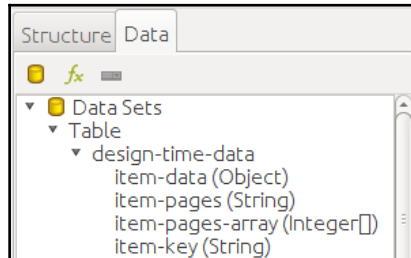 Structure Data
fx
Data Sets
Table
design-time-data
item-data (Object)
item-pages (String)
item-pages-array (Integer[])
item-key (String)